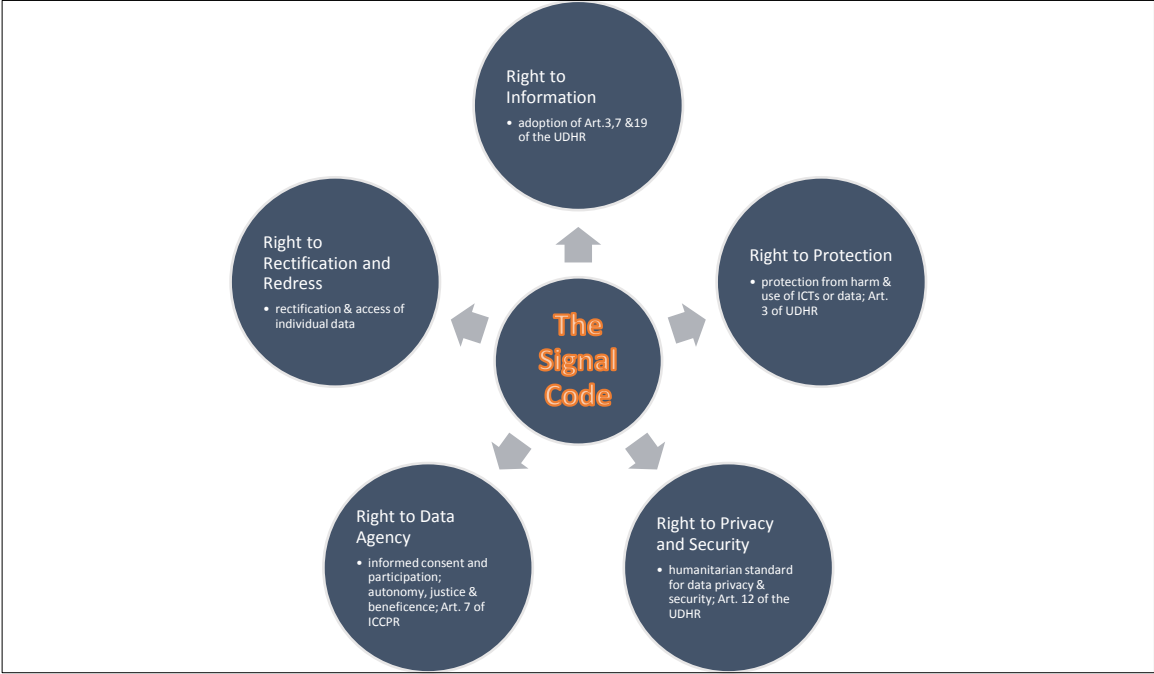 Right to
Information
• adoption of Art.3,7 &19
of the UDHR
Right to Protection
• protection from harm &
use of ICTs or data; Art.
3 of UDHR
Right to Privacy
and Security
• humanitarian standard
for data privacy &
security; Art. 12 of the
UDHR
Right to Data
Agency
• informed consent and
participation;
autonomy, justice &
beneficence; Art. 7 of
ICCPR
Right to
Rectification and
Redress
• rectification & access of
individual data
The
Signal
Code